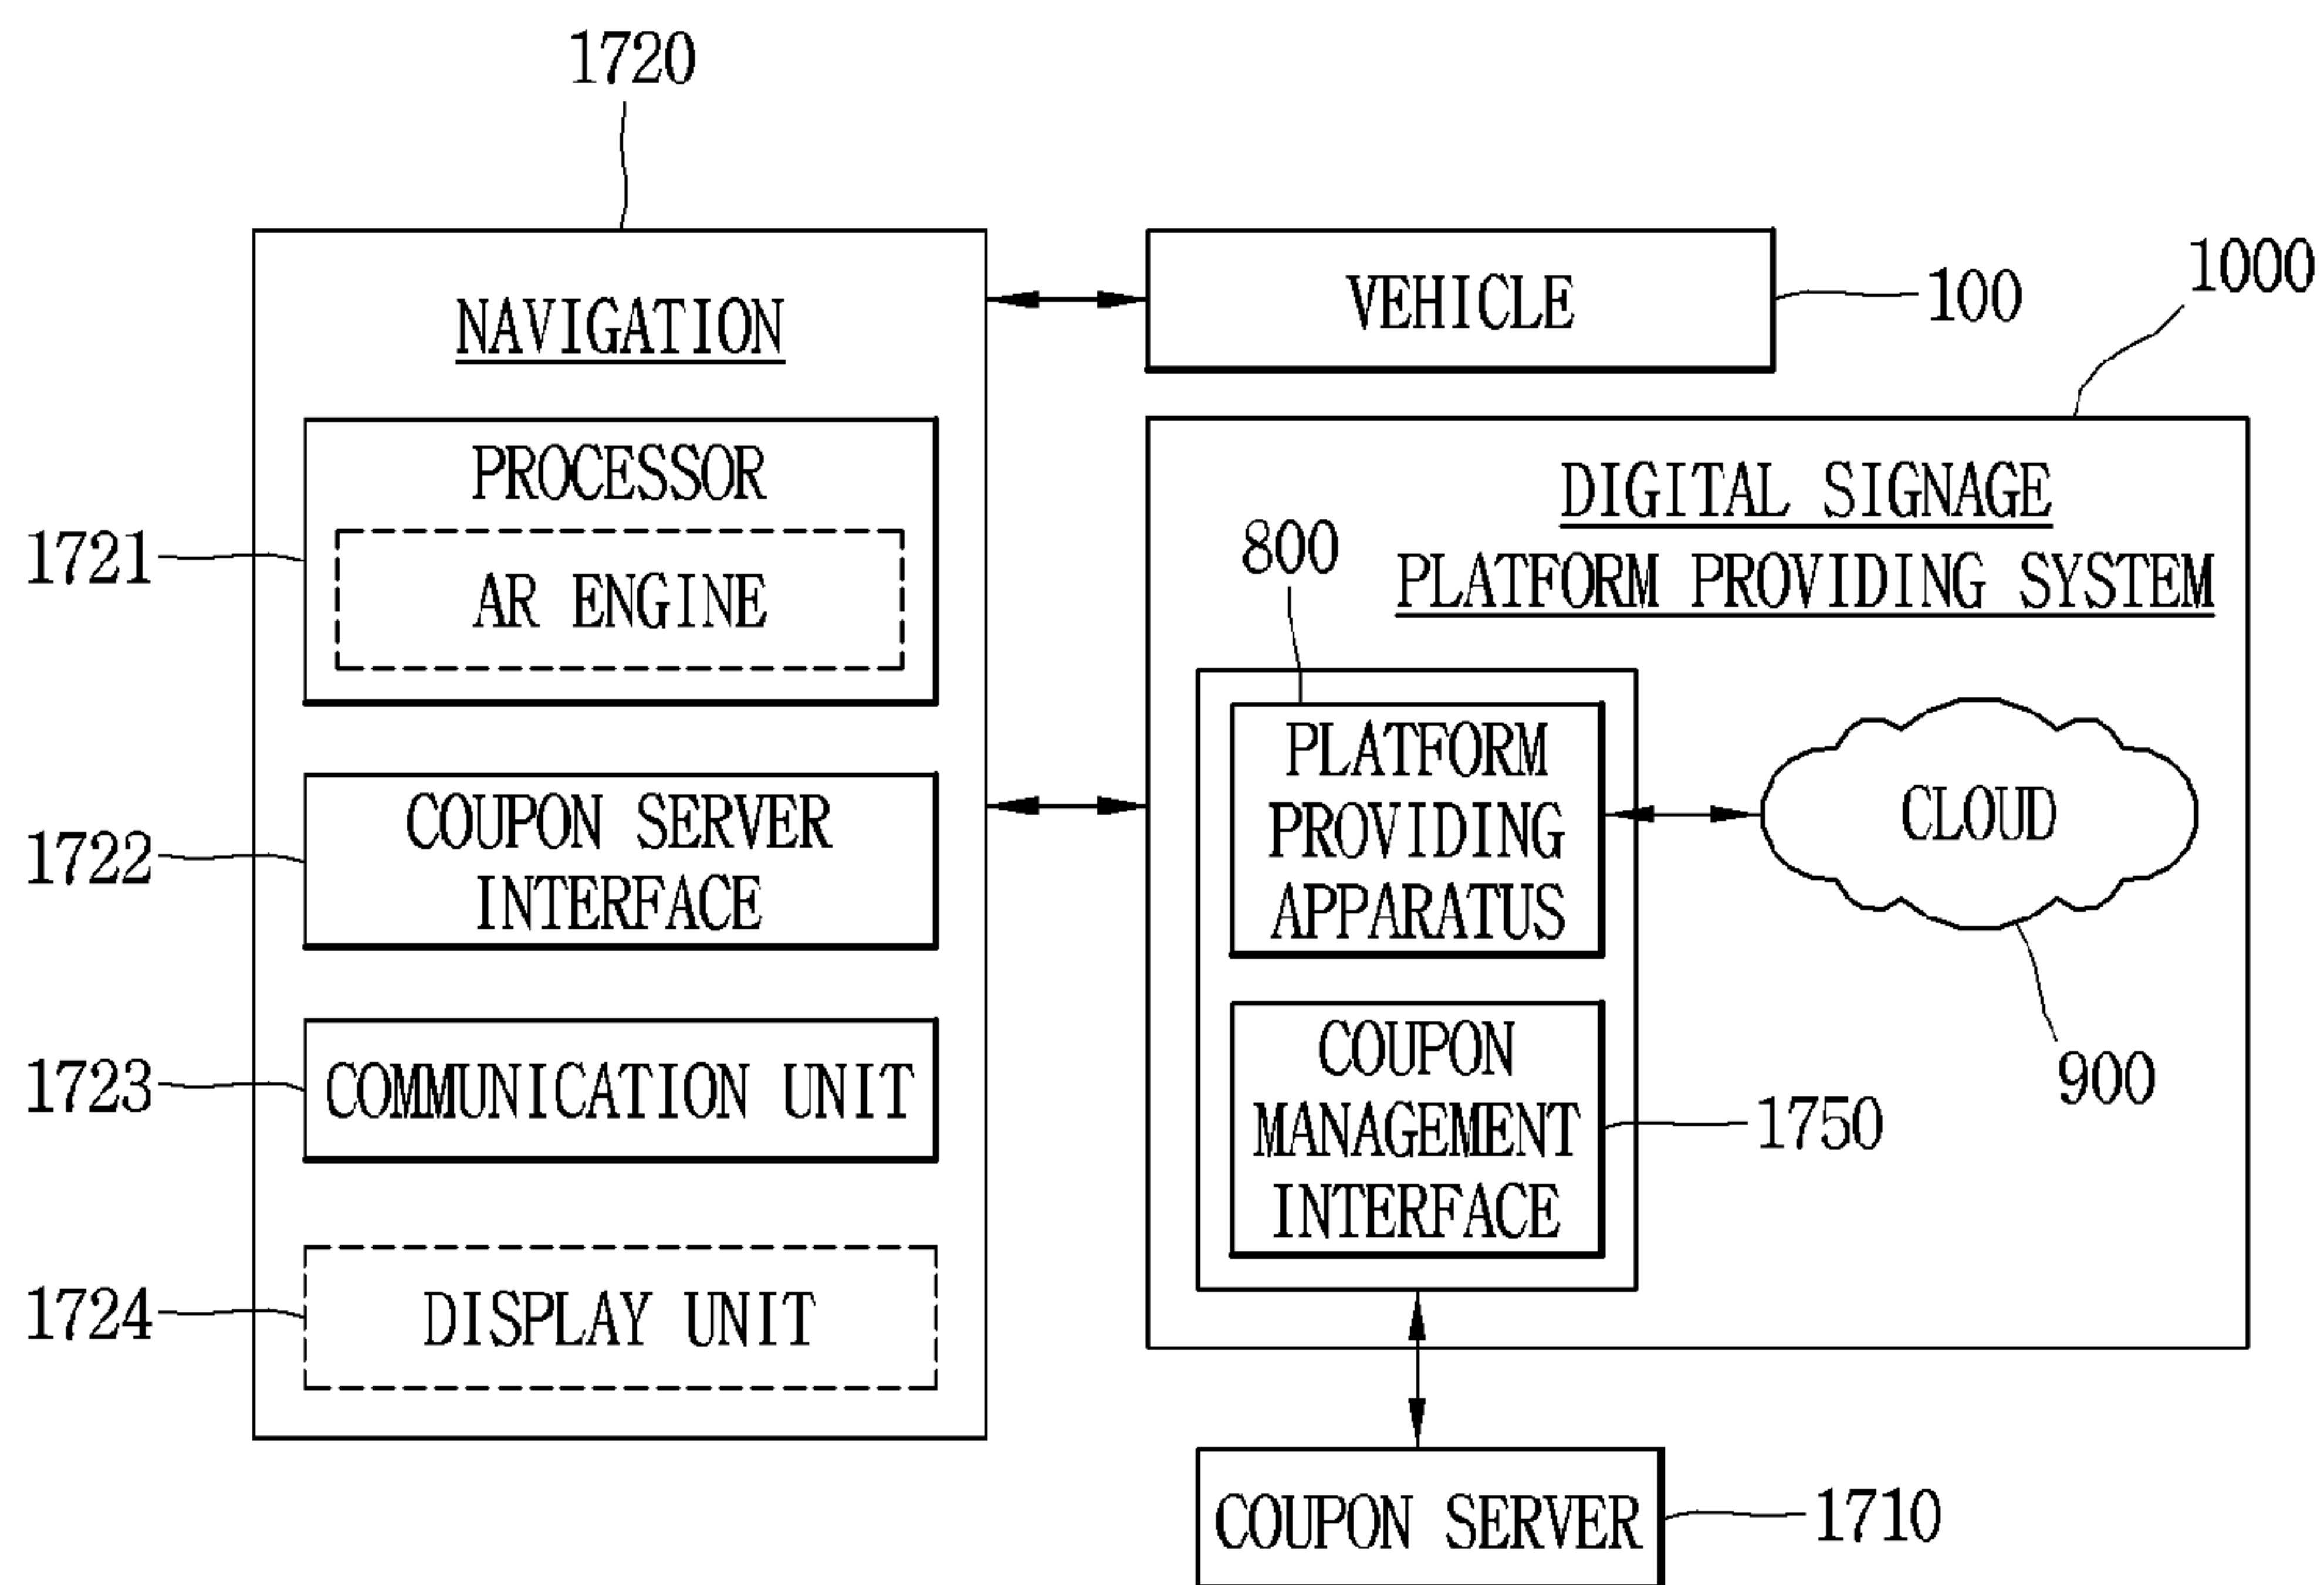 1720
NAVIGATION
PROCESSOR
AR ENGINE
1721
COUPON SERVER
INTERFACE
1722
COMMUNICATION UNIT
1723
DISPLAY UNIT
1724
VEHICLE
100
1000
DIGITAL SIGNAGE
PLATFORM PROVIDING SYSTEM
800
PLATFORM
PROVIDING
APPARATUS
CLOUD
900
COUPON
MANAGEMENT
INTERFACE
1750
COUPON SERVER
1710